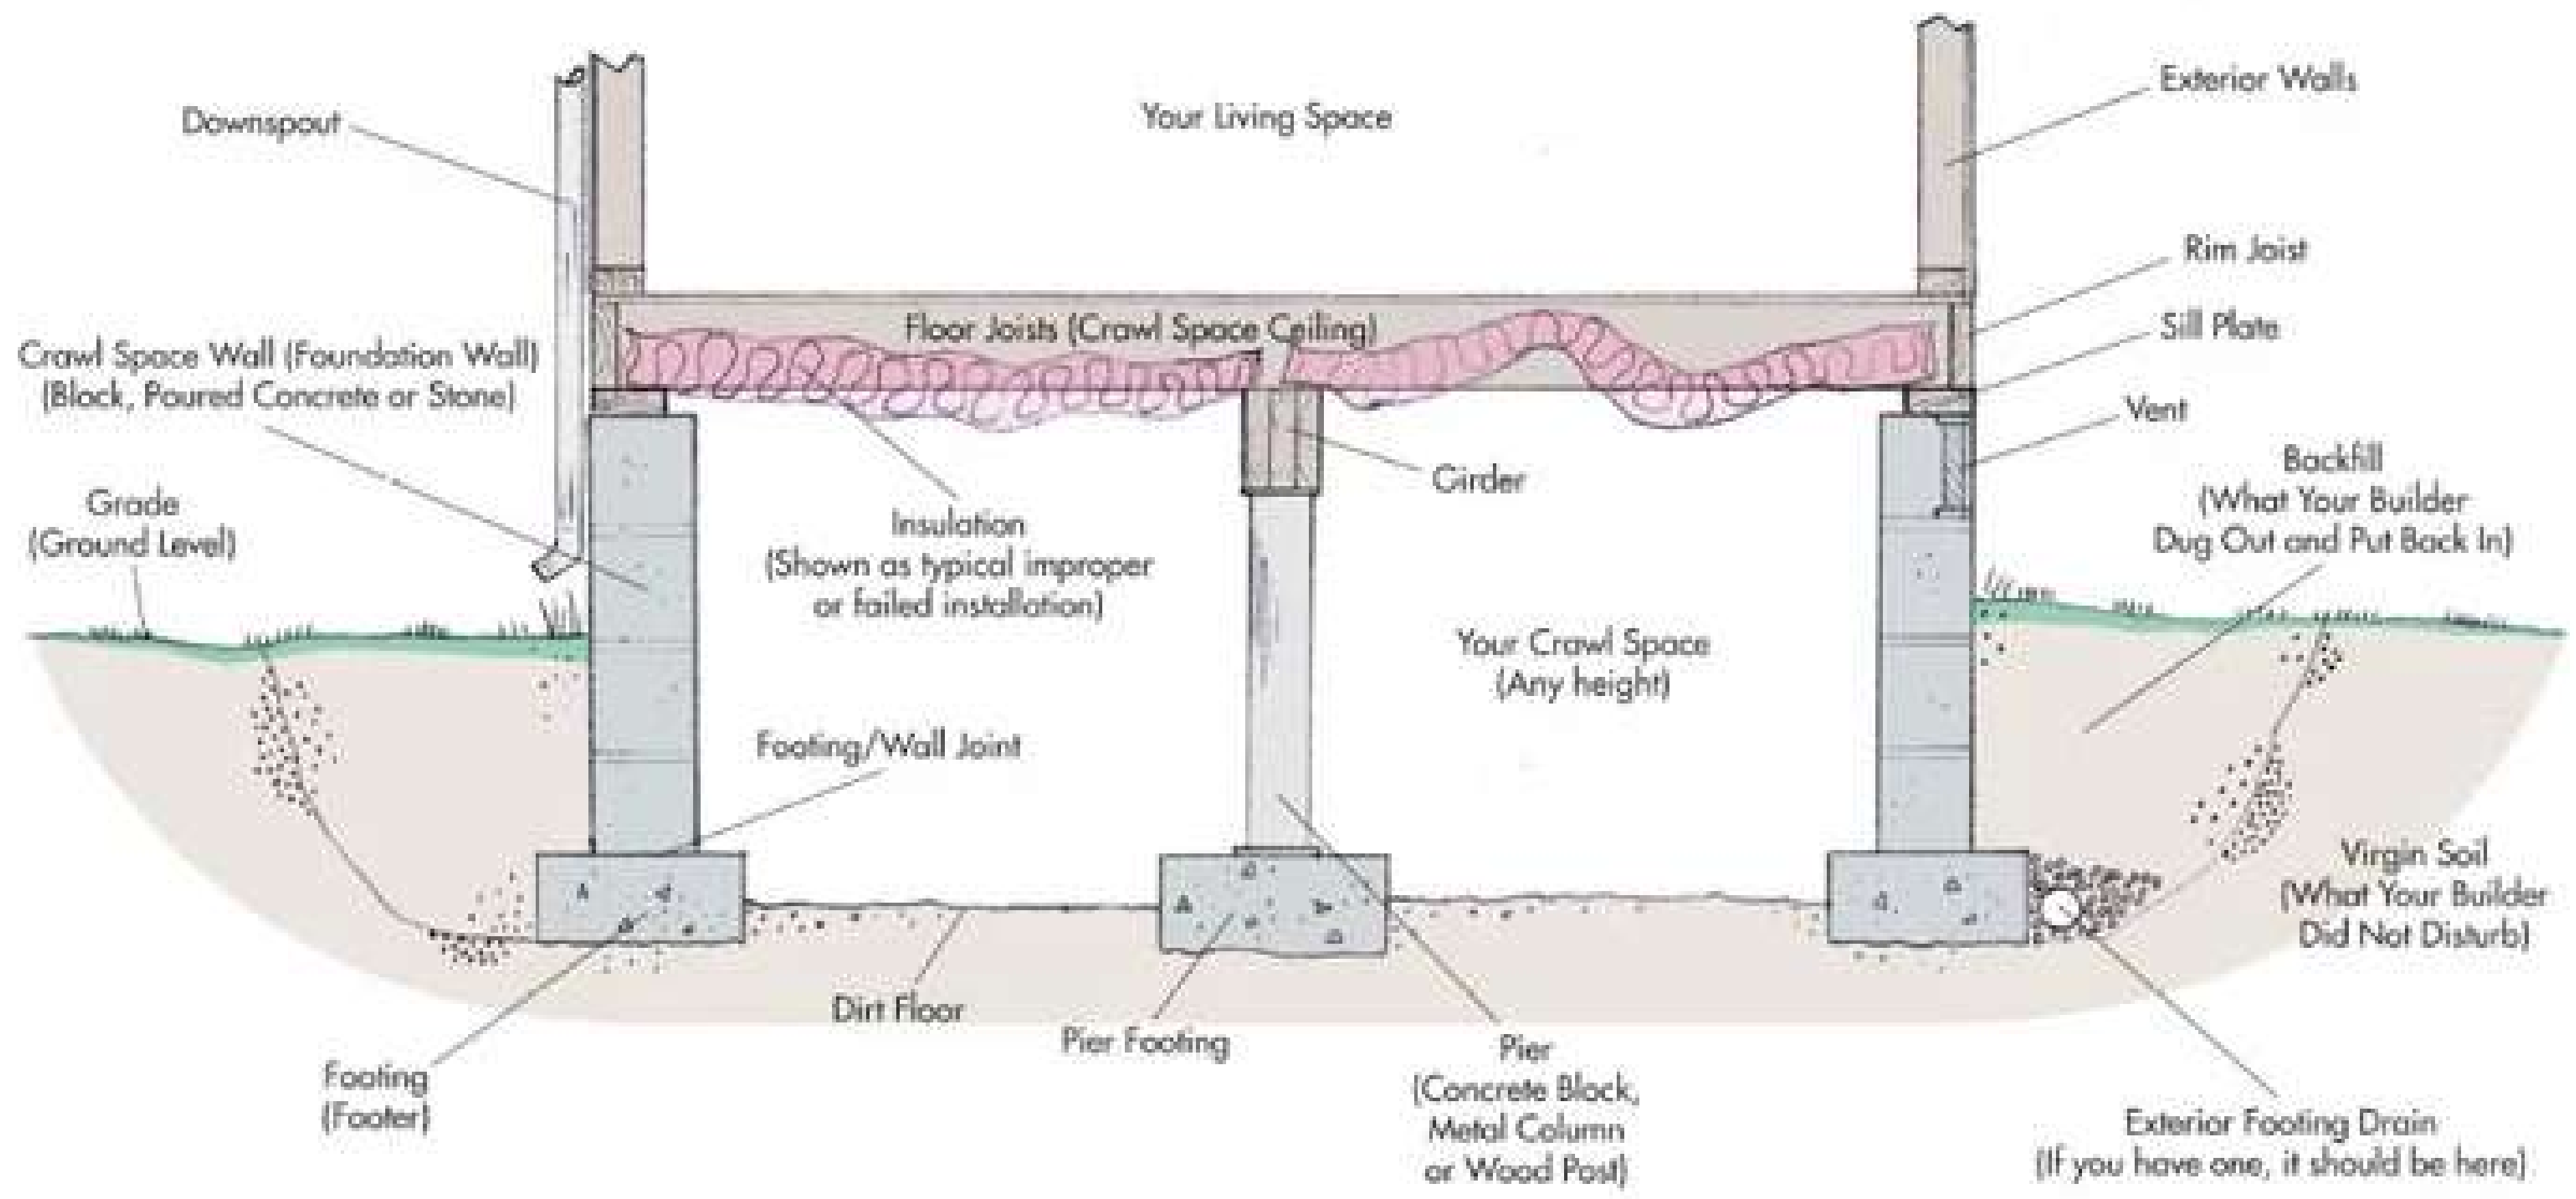 Downspout
Your Living Space
Exterior Walls
Rim Joist
Sill Plate
Floor Joists (Crawl Space Ceiling)
Crawl Space Wall (Foundation Wall)
(Block, Poured Concrete or Stone)
Vent
Grade
(Ground Level)
Girder
Insulation
(Shown as typical improper
or failed installation)
Backfill
(What Your Builder
Dug Out and Put Back In)
Your Crawl Space
(Any height)
Footing/Wall Joint
Virgin Soil
(What Your Builder
Did Not Disturb)
Dirt Floor
Pier Footing
Footing
(Footer)
Pier
(Concrete Block,
Metal Column
or Wood Post)
Exterior Footing Drain
(If you have one, it should be here)